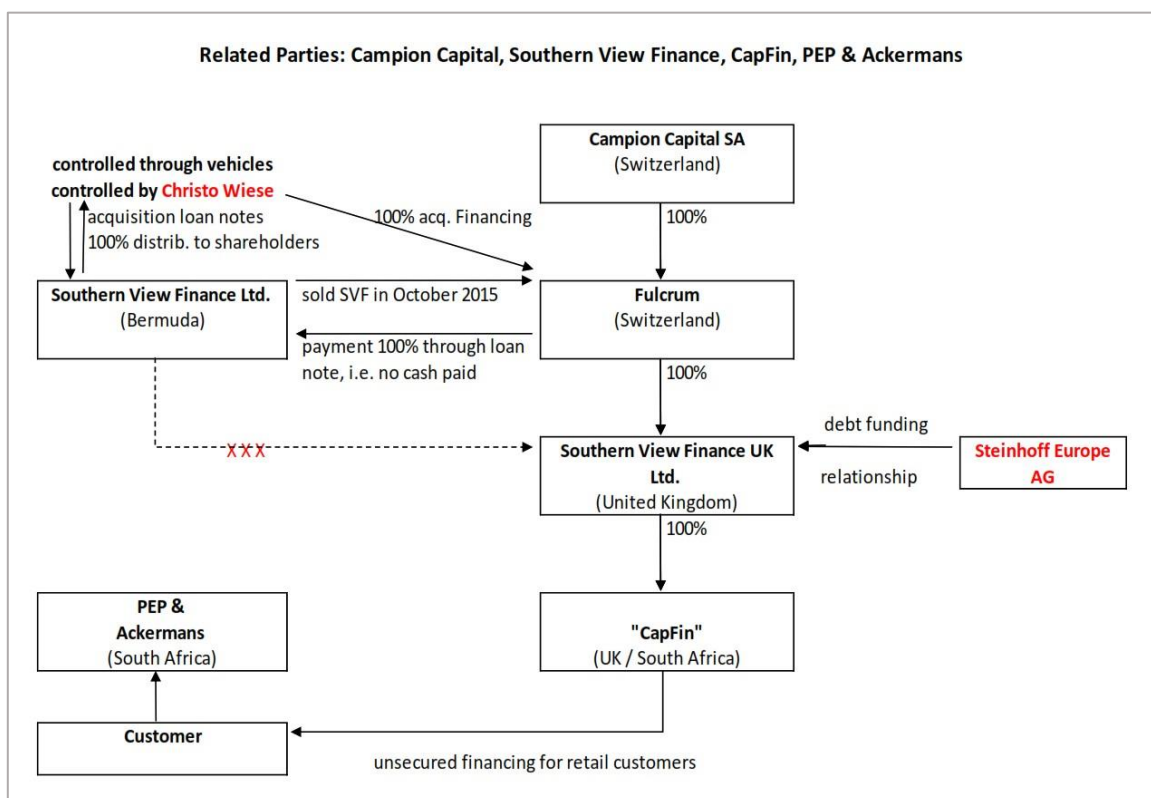 Related Parties: Campion Capital, Southern View Finance, CapFin, PEP & Ackermans
Campion Capital SA
(Switzerland)
controlled through vehicles
controlled by Christo Wiese
acquisition loan notes
100% distrib. to shareholders
100% acq. Financing
100%
Southern View Finance Ltd.
(Bermuda)
sold SVF in October 2015
Fulcrum
(Switzerland)
payment 100% through loan
note, i.e. no cash paid
100%
X X X
Southern View Finance UK
Ltd.
(United Kingdom)
debt funding
relationship
Steinhoff Europe
AG
100%
PEP &
Ackermans
(South Africa)
"CapFin"
(UK / South Africa)
Customer
unsecured financing for retail customers